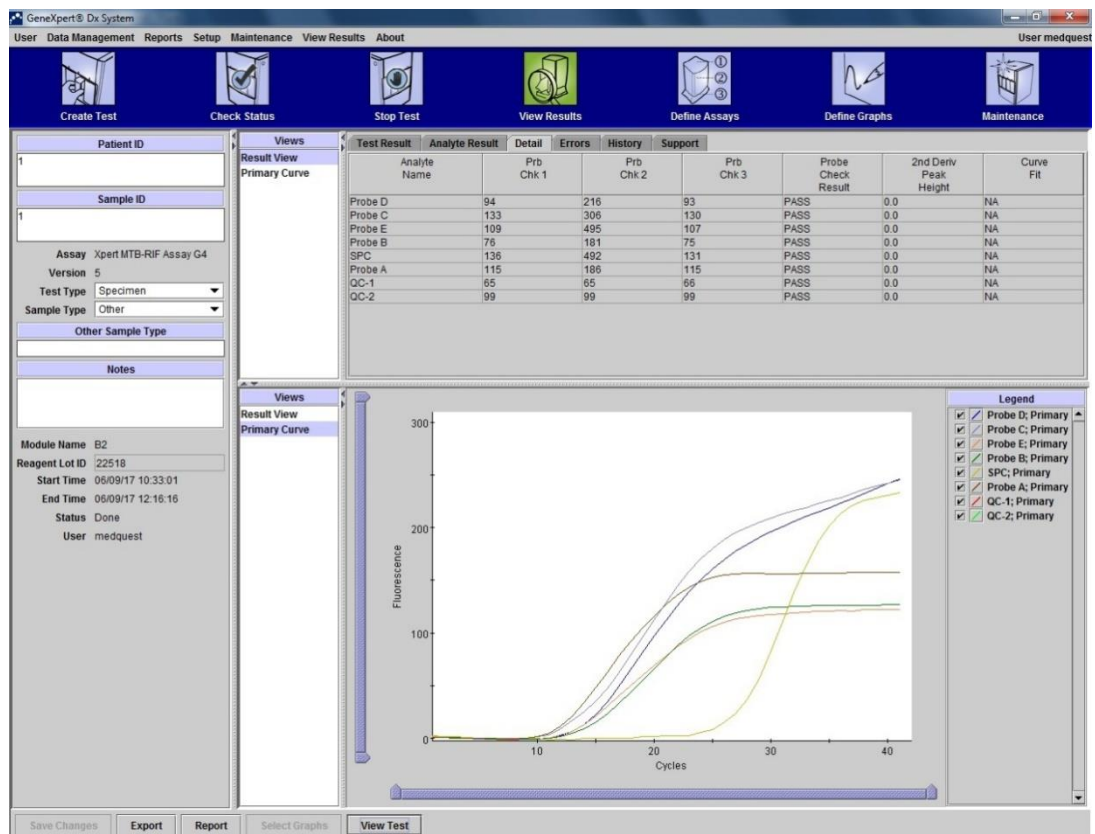 GeneXpert® Dx System
User Data Management Reports Setup Maintenance View Results About User medquest
Create Test Check Status Stop Test View Results Define Assays Define Graphs Maintenance
Patient ID
1
Sample ID
1
Assay Xpert MTB-RIF Assay G4
Version 5
Test Type Specimen
Sample Type Other
Other Sample Type
Notes
Module Name B2
Reagent Lot ID 22518
Start Time 06/09/17 10:33:01
End Time 06/09/17 12:16:16
Status Done
User medquest
Views
Result View
Primary Curve
Test Result Analyte Result Detail Errors History Support
Analyte Name Prb Chk 1 Prb Chk 2 Prb Chk 3 Probe Check Result 2nd Deriv Peak Height Curve Fit
Probe D 94 216 93 PASS 0.0 NA
Probe C 133 306 130 PASS 0.0 NA
Probe E 109 495 107 PASS 0.0 NA
Probe B 76 181 75 PASS 0.0 NA
SPC 136 492 131 PASS 0.0 NA
Probe A 115 186 115 PASS 0.0 NA
QC-1 65 65 66 PASS 0.0 NA
QC-2 99 99 99 PASS 0.0 NA
Views
Result View
Primary Curve
300
200
100
0
Fluorescence
10 20 30 40
Cycles
Legend
Probe D; Primary
Probe C; Primary
Probe E; Primary
Probe B; Primary
SPC; Primary
Probe A; Primary
QC-1; Primary
QC-2; Primary
Save Changes Export Report Select Graphs View Test